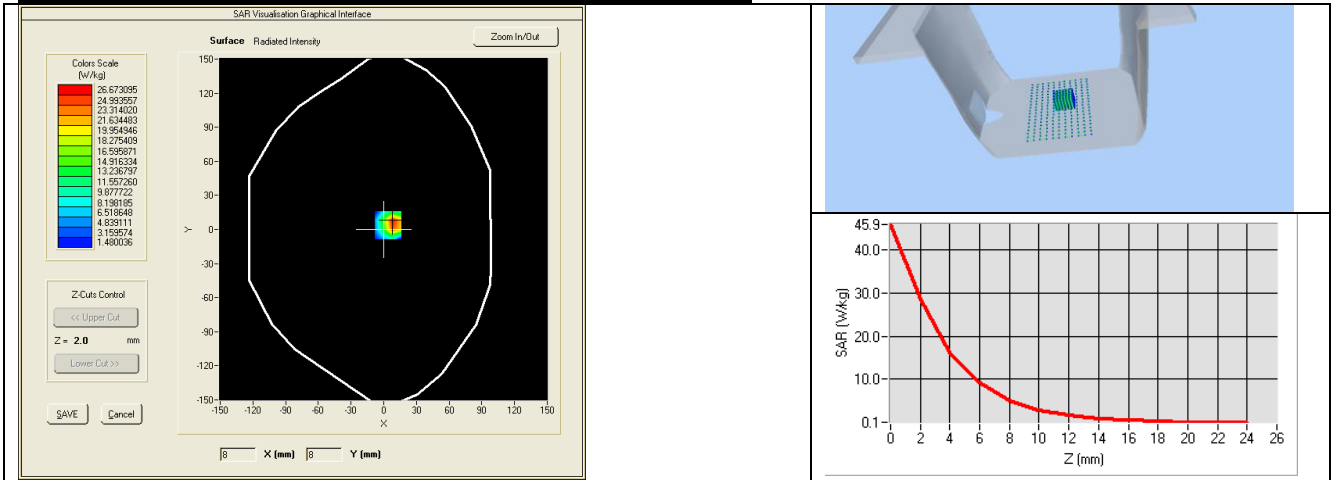 SAR Visualisation Graphical Interface
Surface Radiated Intensity
Zoom In/Out
Colors Scale
(W/kg)
26.673095
24.993557
23.314020
21.634483
19.954946
18.275409
16.595871
14.916334
13.236797
11.557260
9.877722
8.198185
6.518648
4.839111
3.159574
1.480036
Z-Cuts Control
<< Upper Cut
Z = 2.0 mm
Lower Cut >>
SAVE Cancel
150-
120-
90-
60-
30-
0-
-30-
-60-
-90-
-120-
-150-
Y
-150 -120 -90 -60 -30 0 30 60 90 120 150
X
8 X (mm) 8 Y (mm)
45.9-
40.0-
30.0-
20.0-
10.0-
0.1-
SAR (W/kg)
0 2 4 6 8 10 12 14 16 18 20 22 24 26
Z (mm)